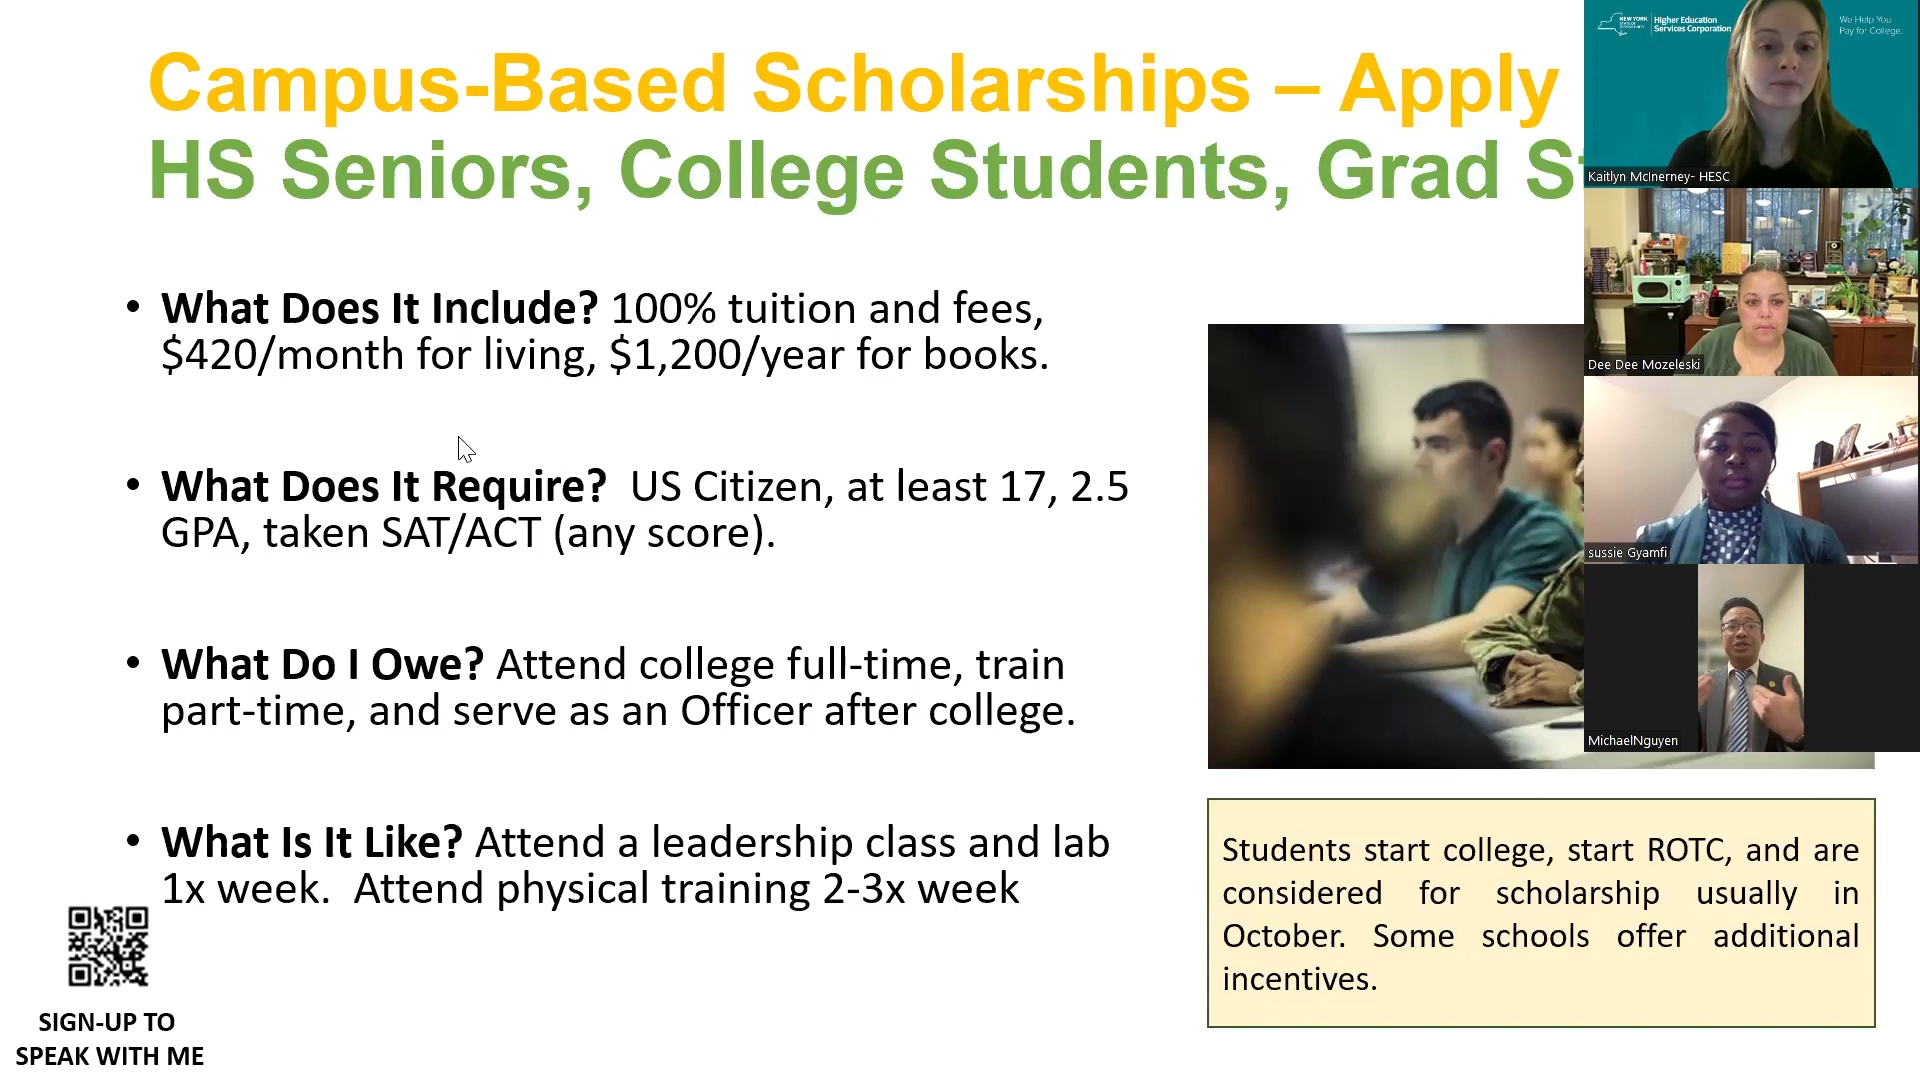 Campus-Based Scholarships – Apply
HS Seniors, College Students, Grad St
• What Does It Include? 100% tuition and fees,
$420/month for living, $1,200/year for books.
• What Does It Require?  US Citizen, at least 17, 2.5
GPA, taken SAT/ACT (any score).
• What Do I Owe? Attend college full-time, train
part-time, and serve as an Officer after college.
• What Is It Like? Attend a leadership class and lab
1x week.  Attend physical training 2-3x week
SIGN-UP TO
SPEAK WITH ME
Students start college, start ROTC, and are
considered for scholarship usually in
October. Some schools offer additional
incentives.
NEW YORK
STATE OF
OPPORTUNITY
Higher Education
Services Corporation
We Help You
Pay for College.
Kaitlyn McInerney- HESC
Dee Dee Mozeleski
sussie Gyamfi
MichaelNguyen